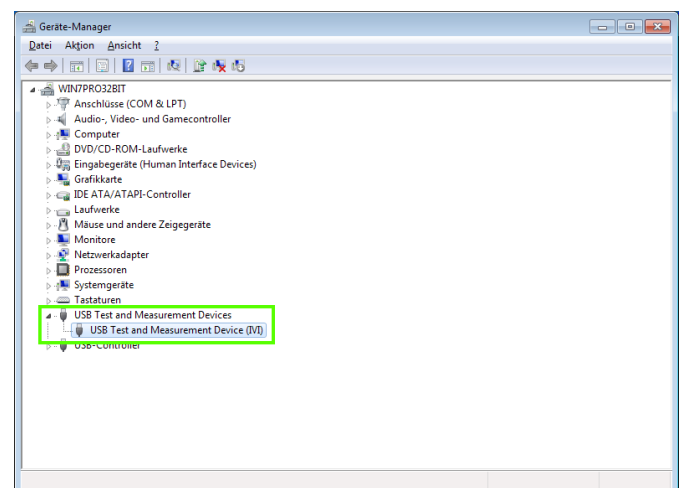 Geräte-Manager
Datei Aktion Ansicht ?
WIN7PRO32BIT
Anschlüsse (COM & LPT)
Audio-, Video- und Gamecontroller
Computer
DVD/CD-ROM-Laufwerke
Eingabegeräte (Human Interface Devices)
Grafikkarte
IDE ATA/ATAPI-Controller
Laufwerke
Mäuse und andere Zeigegeräte
Monitore
Netzwerkadapter
Prozessoren
Systemgeräte
Tastaturen
USB Test and Measurement Devices
USB Test and Measurement Device (IVI)
USB-Controller